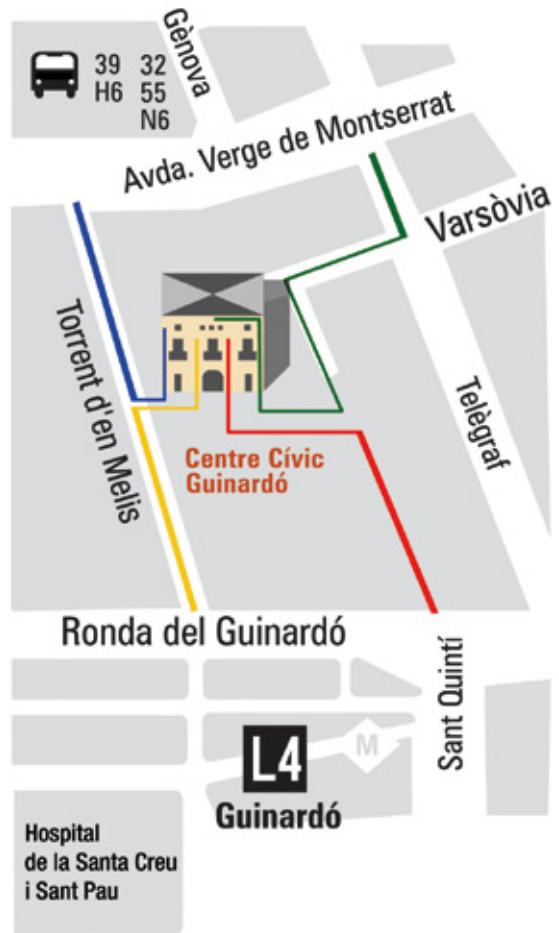 Gènova
39 32
H6 55
N6
Avda. Verge de Montserrat
Varsòvia
Torrent d'en Melis
Telègraf
Centre Cívic
Guinardó
Ronda del Guinardó
Sant Quintí
M
L4
Guinardó
Hospital
de la Santa Creu
i Sant Pau